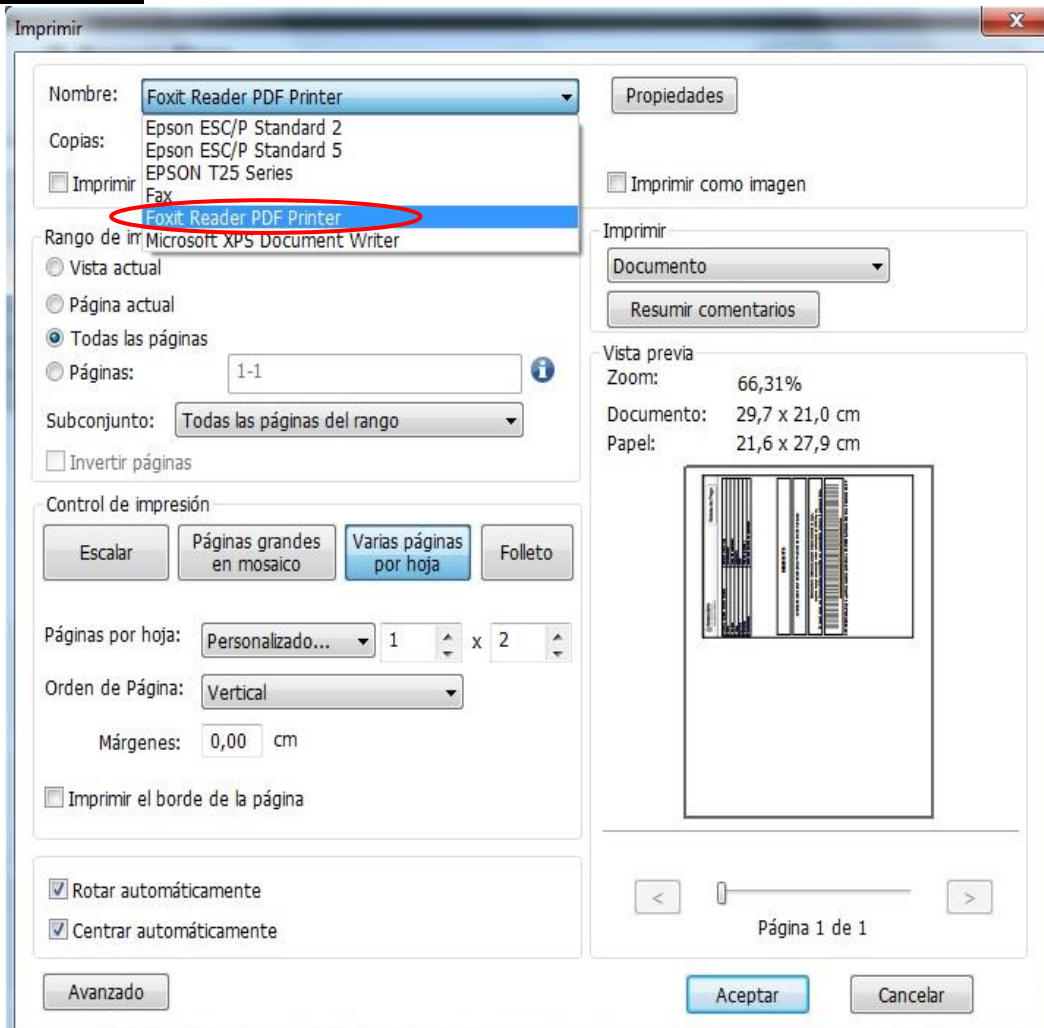 Imprimir
Nombre: Foxit Reader PDF Printer Propiedades
Epson ESC/P Standard 2
Copias: Epson ESC/P Standard 5
EPSON T25 Series
Imprimir Fax Imprimir como imagen
Foxit Reader PDF Printer
Rango de im Microsoft XPS Document Writer
Vista actual
Página actual
Todas las páginas
Páginas: 1-1
Subconjunto: Todas las páginas del rango
Invertir páginas
Imprimir
Documento
Resumir comentarios
Vista previa
Zoom: 66,31%
Documento: 29,7 x 21,0 cm
Papel: 21,6 x 27,9 cm
Control de impresión
Escalar Páginas grandes en mosaico Varias páginas por hoja Folleto
Páginas por hoja: Personalizado... 1 x 2
Orden de Página: Vertical
Márgenes: 0,00 cm
Imprimir el borde de la página
Rotar automáticamente
Centrar automáticamente
< >
Página 1 de 1
Avanzado Aceptar Cancelar